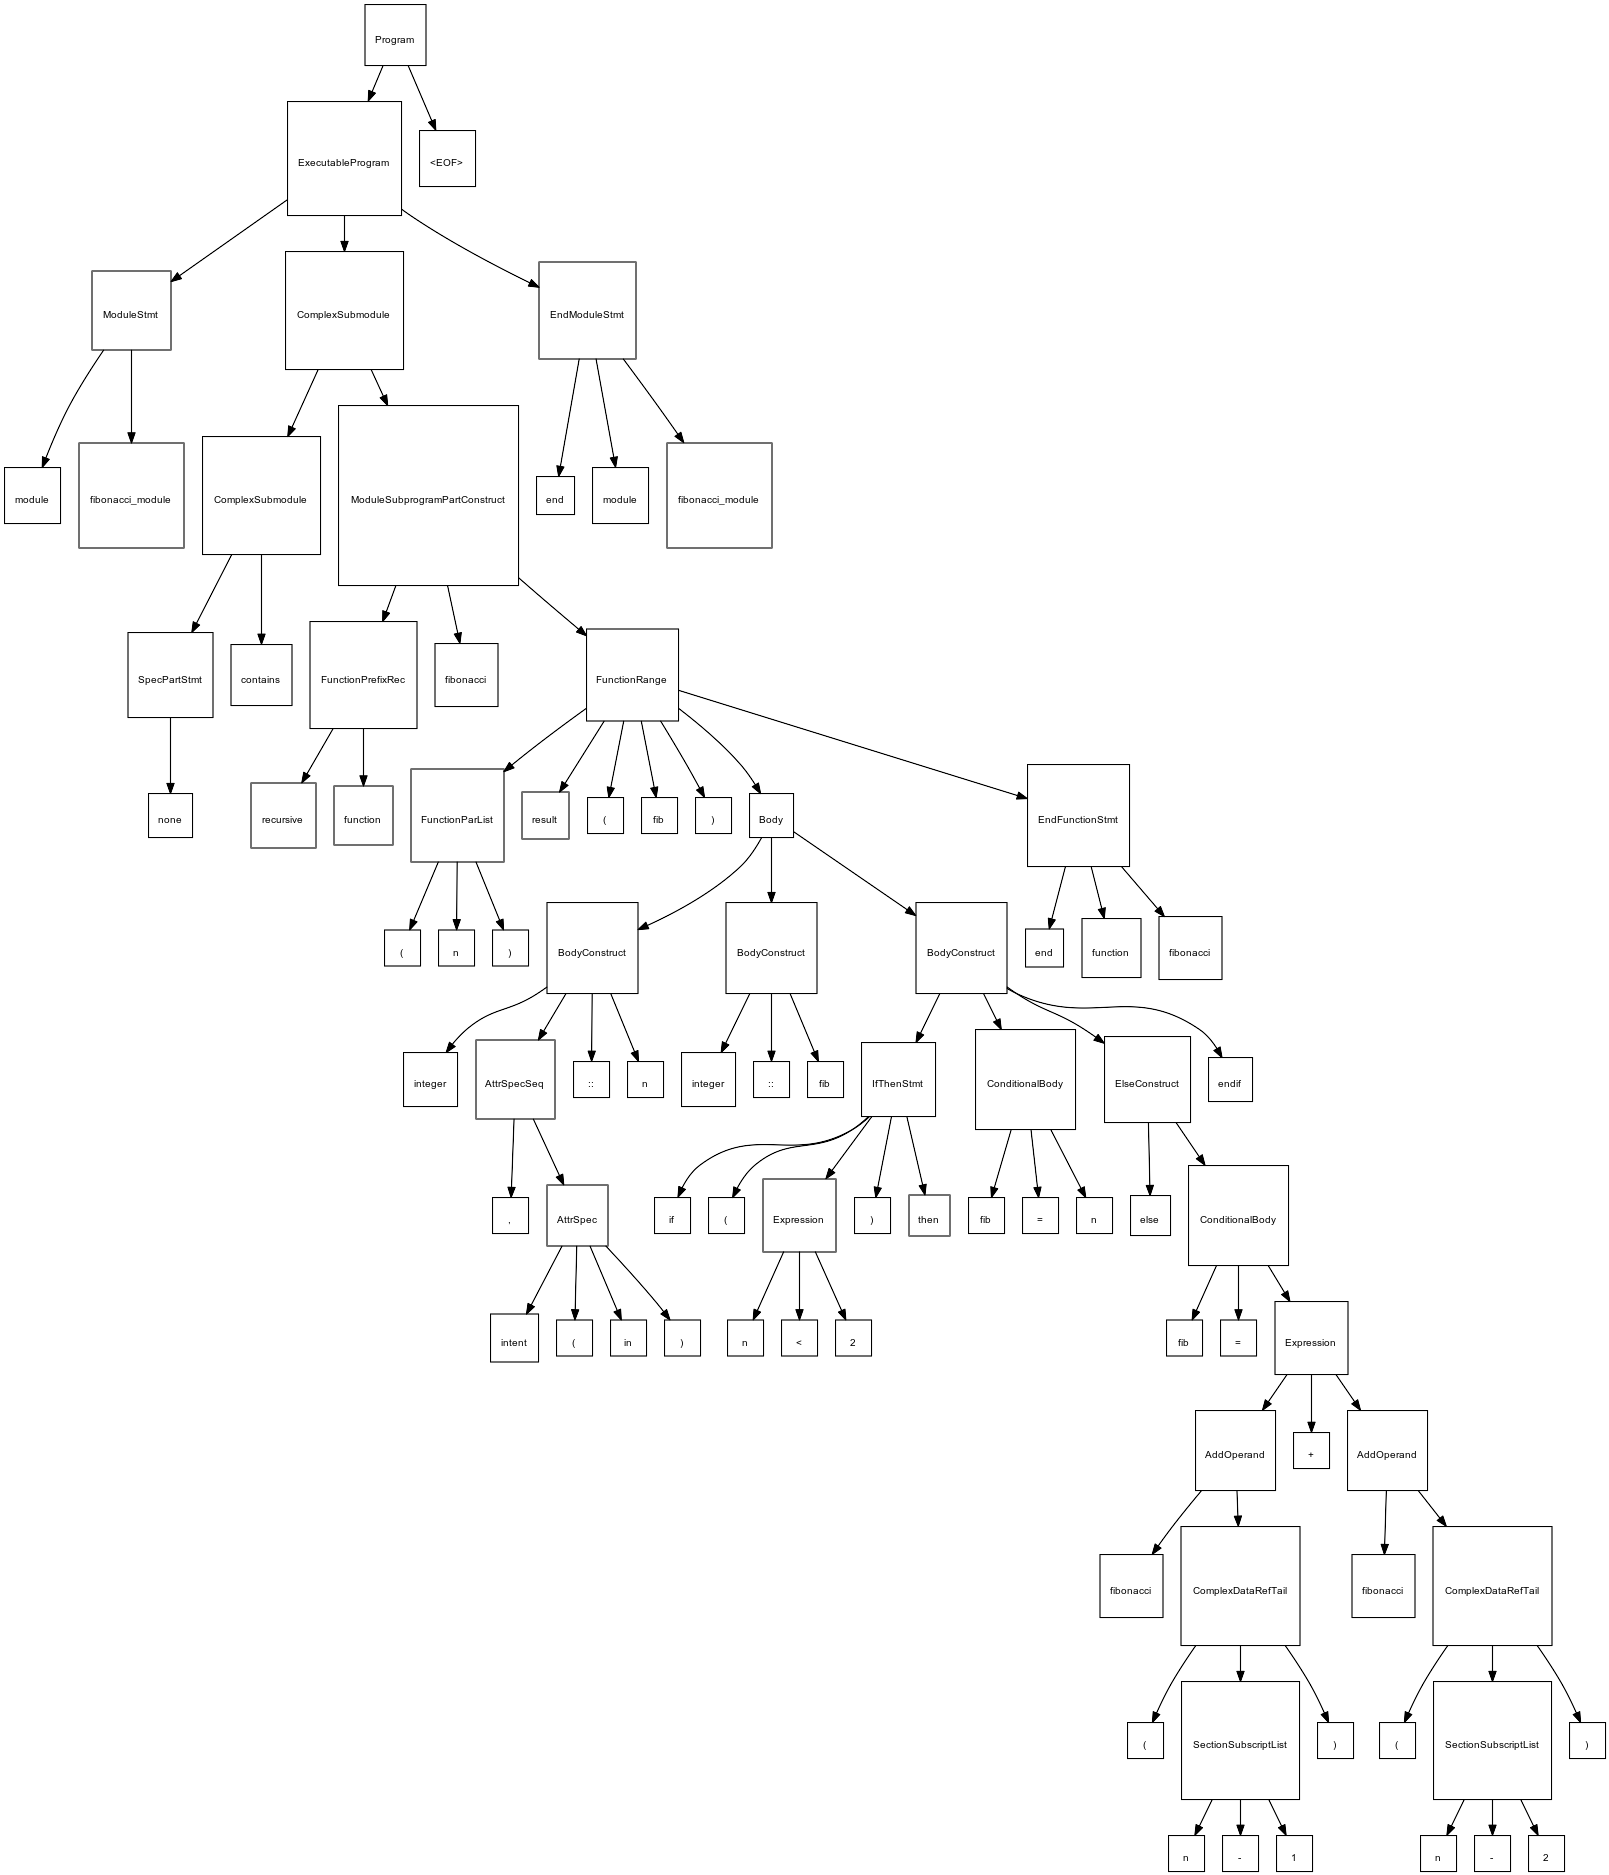 Program
ExecutableProgram
<EOF>
ModuleStmt
ComplexSubmodule
EndModuleStmt
module
fibonacci_module
ComplexSubmodule
ModuleSubprogramPartConstruct
end
module
fibonacci_module
SpecPartStmt
contains
FunctionPrefixRec
fibonacci
FunctionRange
none
recursive
function
FunctionParList
result
(
fib
)
Body
EndFunctionStmt
(
n
)
BodyConstruct
BodyConstruct
BodyConstruct
end
function
fibonacci
integer
AttrSpecSeq
::
n
integer
::
fib
IfThenStmt
ConditionalBody
ElseConstruct
endif
,
AttrSpec
if
(
Expression
)
then
fib
=
n
else
ConditionalBody
intent
(
in
)
n
<
2
fib
=
Expression
AddOperand
+
AddOperand
fibonacci
ComplexDataRefTail
fibonacci
ComplexDataRefTail
(
SectionSubscriptList
)
(
SectionSubscriptList
)
n
-
1
n
-
2